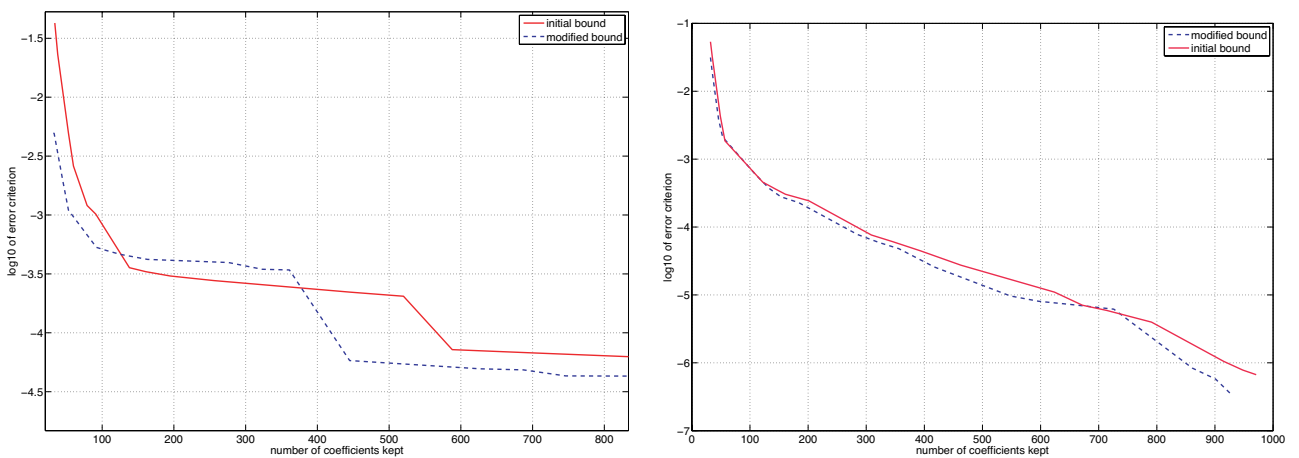 initial bound
modified bound
−1.5
−2
−2.5
−3
−3.5
−4
−4.5
log10 of error criterion
100 200 300 400 500 600 700 800
number of coefficients kept
modified bound
initial bound
−1
−2
−3
−4
−5
−6
−7
log10 of error criterion
0 100 200 300 400 500 600 700 800 900 1000
number of coefficients kept